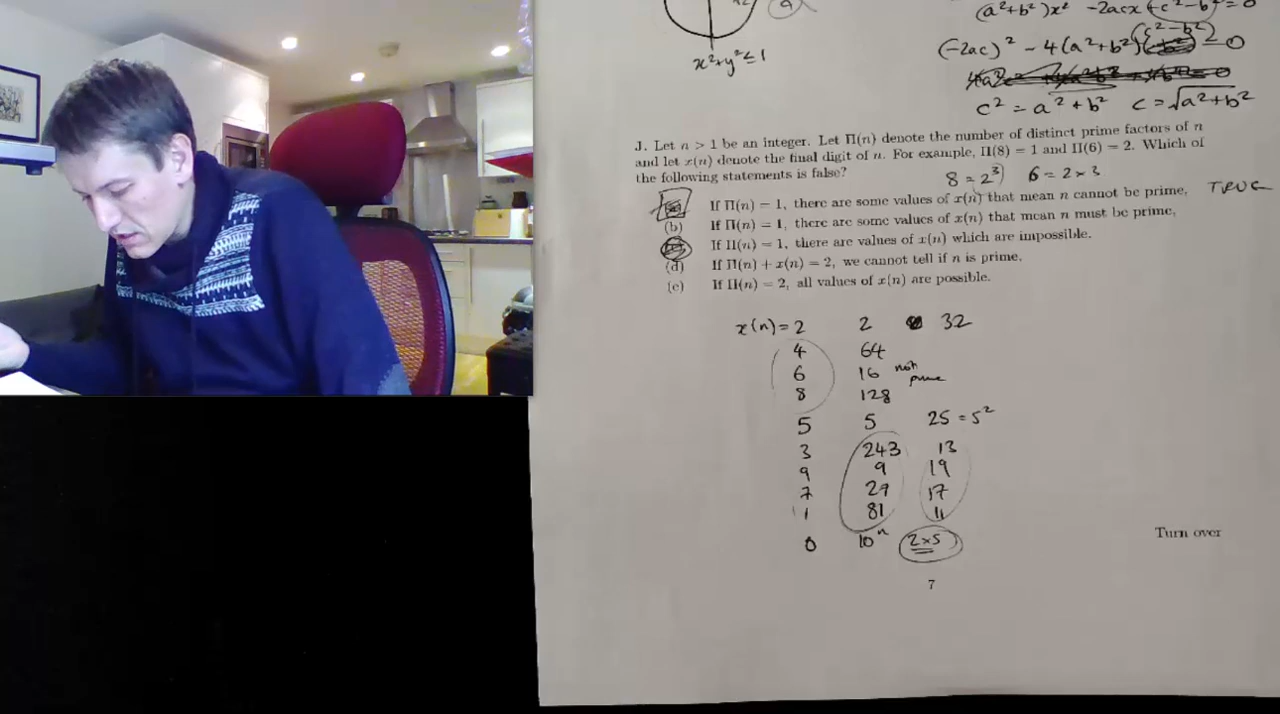 (a²+b²)x² -2acx + c²-b² = 0
x²+y² ≤ 1
(-2ac)² - 4(a²+b²)(c²-b²) = 0
c² = a² + b² c = √a²+b²
J. Let n > 1 be an integer. Let Π(n) denote the number of distinct prime factors of n
and let x(n) denote the final digit of n. For example, Π(8) = 1 and Π(6) = 2. Which of
the following statements is false?
8 = 2³ 6 = 2×3
If Π(n) = 1, there are some values of x(n) that mean n cannot be prime, TRUE
(b) If Π(n) = 1, there are some values of x(n) that mean n must be prime,
If Π(n) = 1, there are values of x(n) which are impossible.
(d) If Π(n) + x(n) = 2, we cannot tell if n is prime.
(e) If Π(n) = 2, all values of x(n) are possible.
x(n) = 2 2 32
4 64
6 16 not prime
8 128
5 5 25 = 5²
3 243 13
9 9 19
7 27 17
1 81 11
0 10ⁿ 2×5
Turn over
7